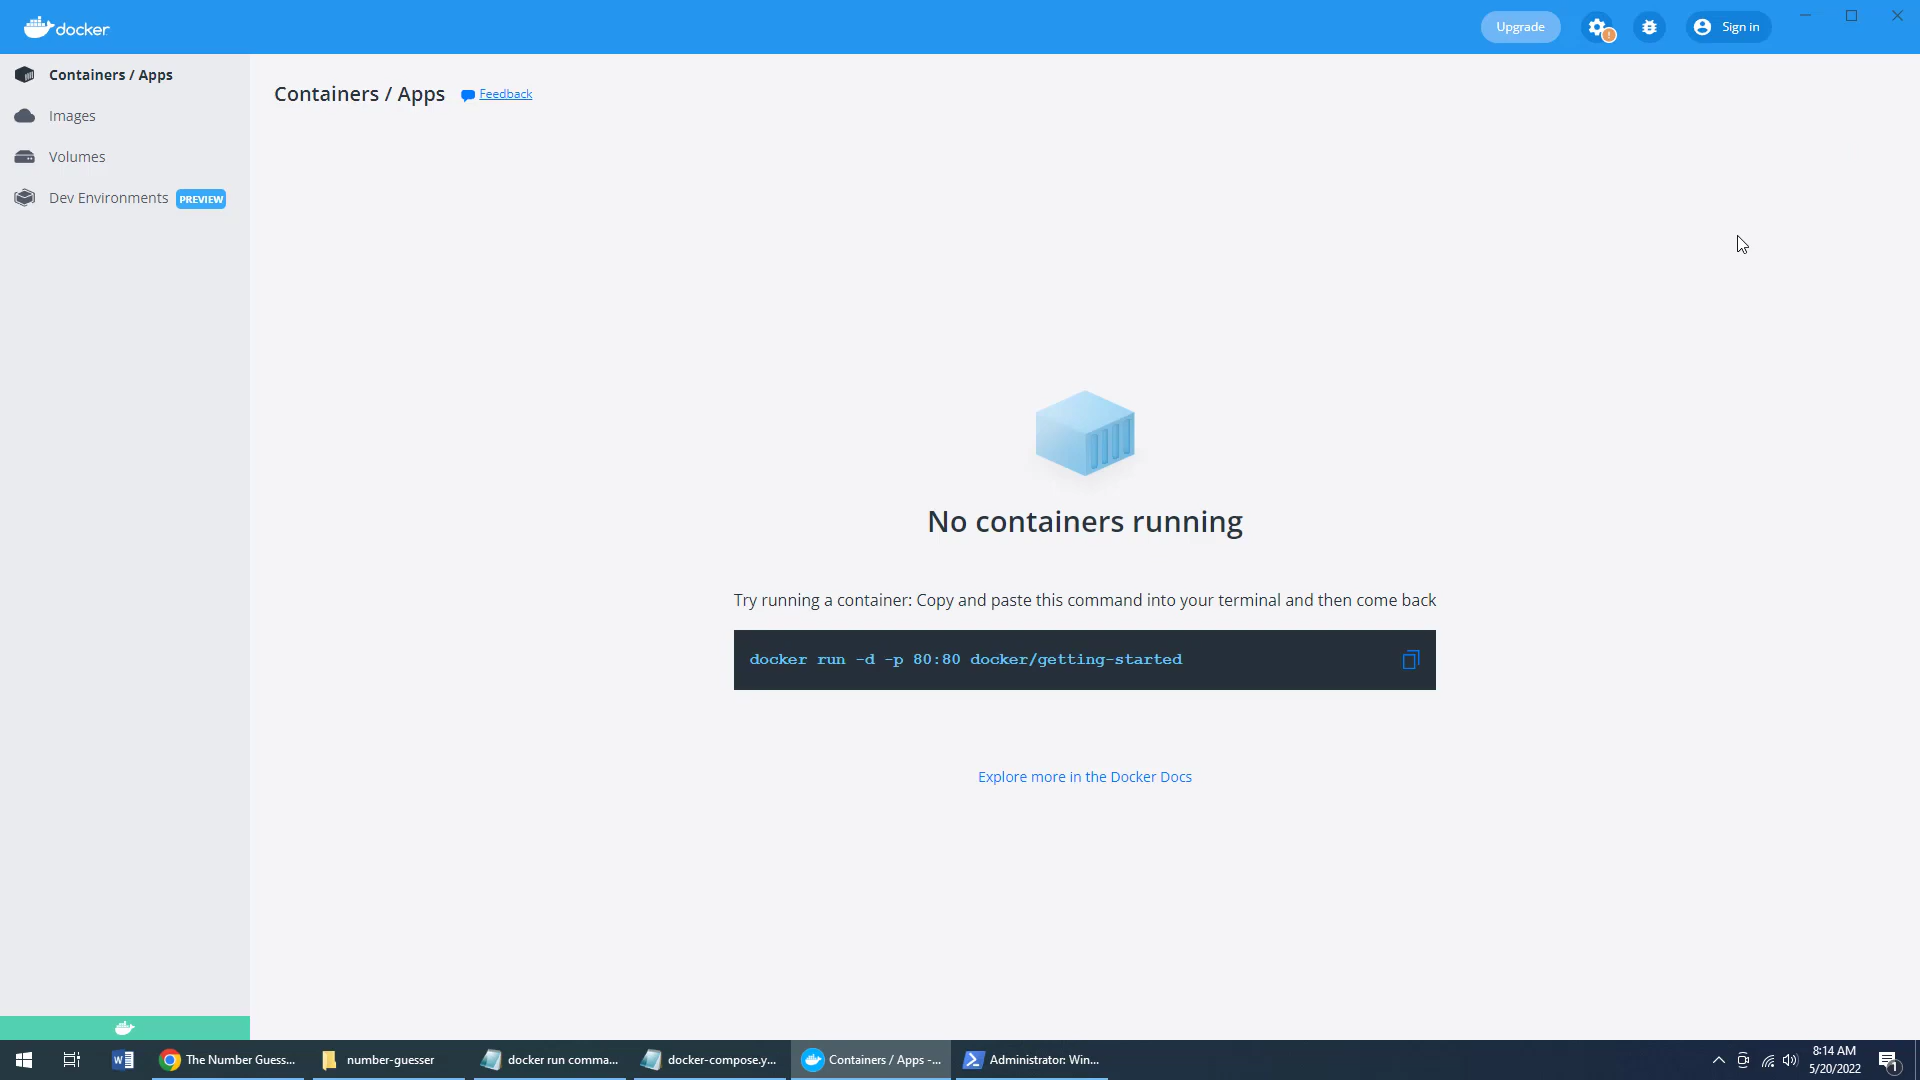 docker
Upgrade
!
Sign in
Containers / Apps
Images
Volumes
Dev Environments PREVIEW
Containers / Apps Feedback
No containers running
Try running a container: Copy and paste this command into your terminal and then come back
docker run -d -p 80:80 docker/getting-started
Explore more in the Docker Docs
The Number Guess...
number-guesser
docker run comma...
docker-compose.y...
Containers / Apps -...
Administrator: Win...
8:14 AM
5/20/2022
1